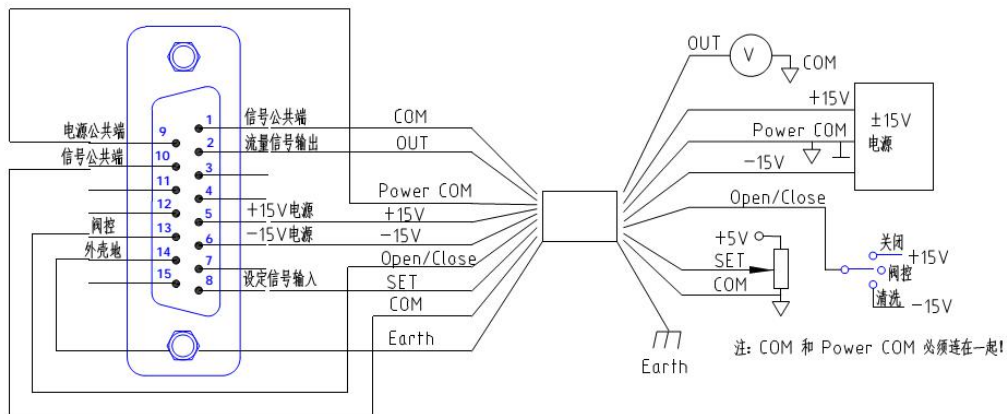 1
2
3
4
5
6
7
8
9
10
11
12
13
14
15
电源公共端
信号公共端
阀控
外壳地
信号公共端
流量信号输出
+15V电源
-15V电源
设定信号输入
COM
OUT
Power COM
+15V
-15V
Open/Close
SET
COM
Earth
OUT
V
COM
+15V
Power COM
-15V
±15V
电源
Open/Close
+5V
SET
COM
关闭
+15V
阀控
清洗
-15V
Earth
注: COM 和 Power COM 必须连在一起!